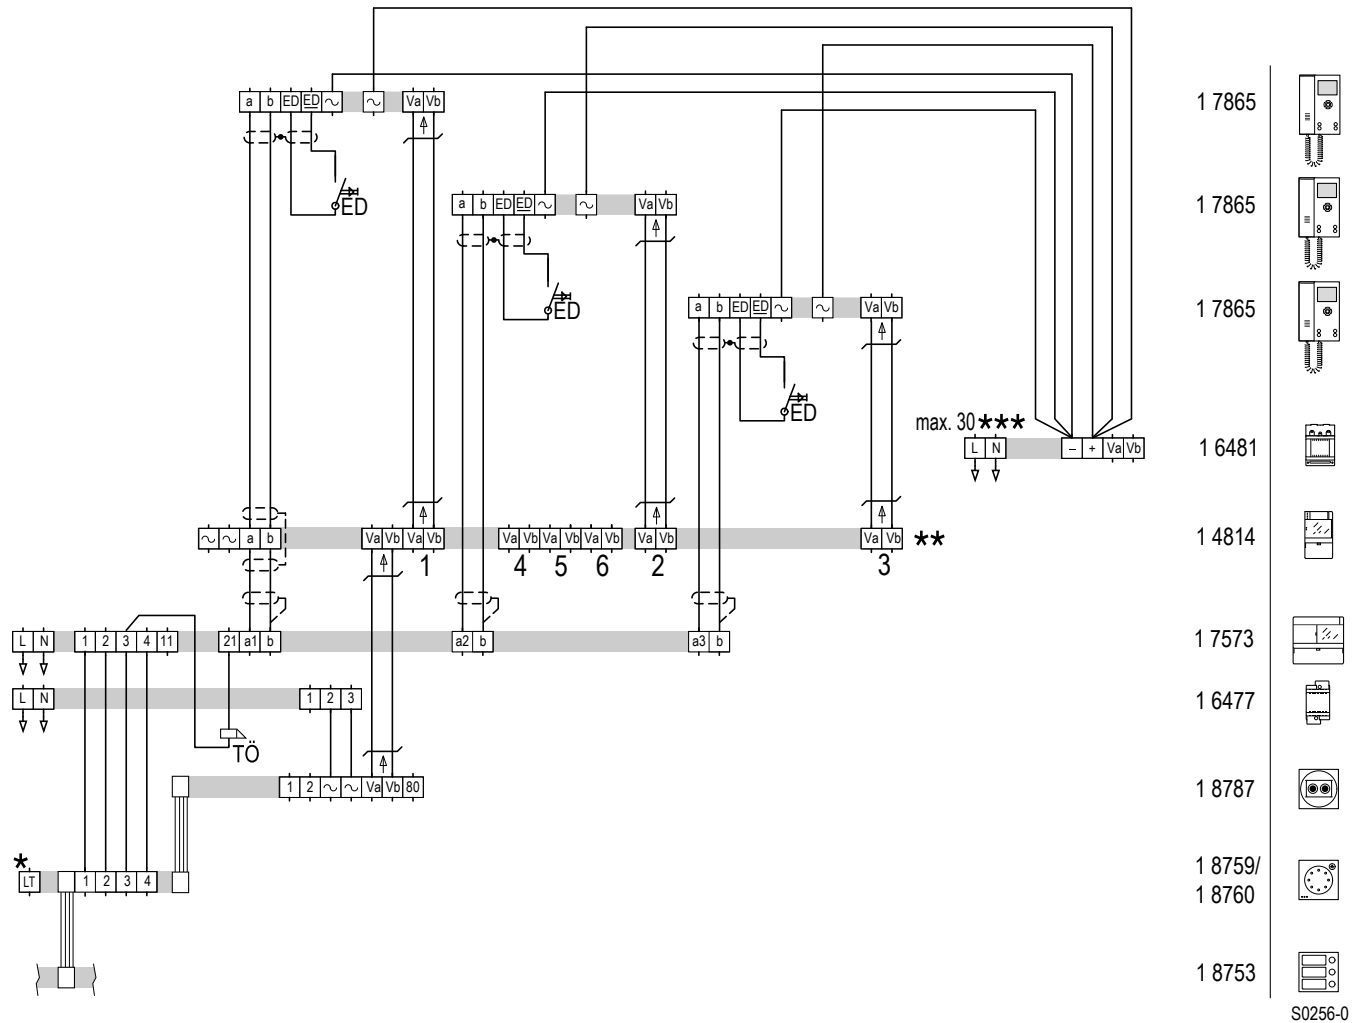 a b ED ED ~ ~ Va Vb 1 7865
ED
a b ED ED ~ ~ Va Vb 1 7865
ED
a b ED ED ~ ~ Va Vb 1 7865
ED
max. 30 ***
L N – + Va Vb 1 6481
~ ~ a b Va Vb Va Vb Va Vb Va Vb Va Vb Va Vb Va Vb ** 1 4814
1 4 5 6 2 3
L N 1 2 3 4 11 21 a1 b a2 b a3 b 1 7573
L N 1 2 3 1 6477
TÖ
1 2 ~ ~ Va Vb 80 1 8787
*
LT 1 2 3 4 1 8759/
1 8760
1 8753
S0256-0